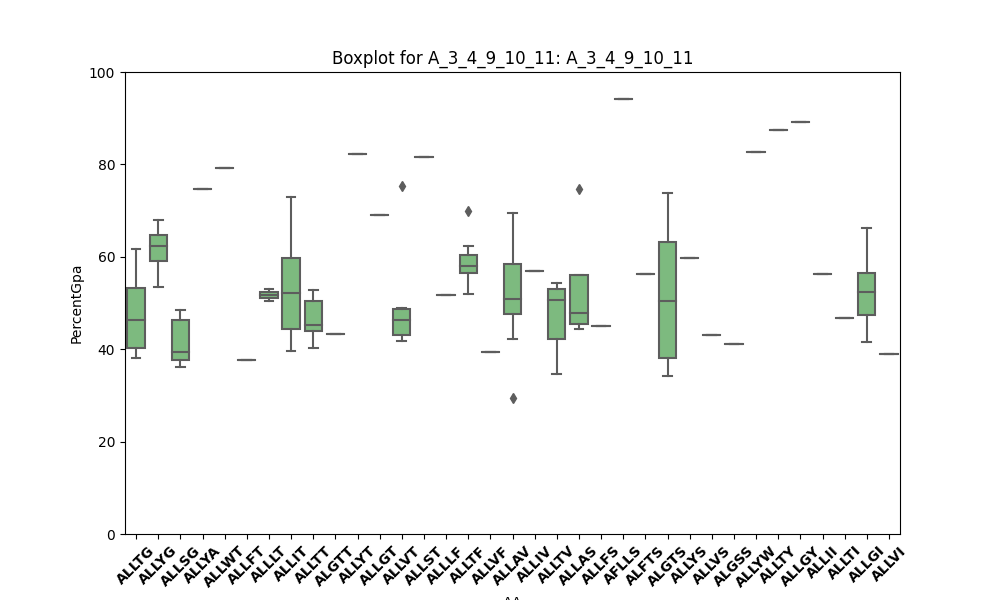 Boxplot for A_3_4_9_10_11: A_3_4_9_10_11
100
80
60
40
20
0
PercentGpa
ALLTG
ALLYG
ALLSG
ALLYA
ALLWT
ALLFT
ALLLT
ALLIT
ALLTT
ALGTT
ALLYT
ALLGT
ALLVT
ALLST
ALLLF
ALLTF
ALLVF
ALLAV
ALLIV
ALLTV
ALLAS
ALLFS
AFLLS
ALFTS
ALGTS
ALLYS
ALLVS
ALGSS
ALLYW
ALLTY
ALLGY
ALLII
ALLTI
ALLGI
ALLVI